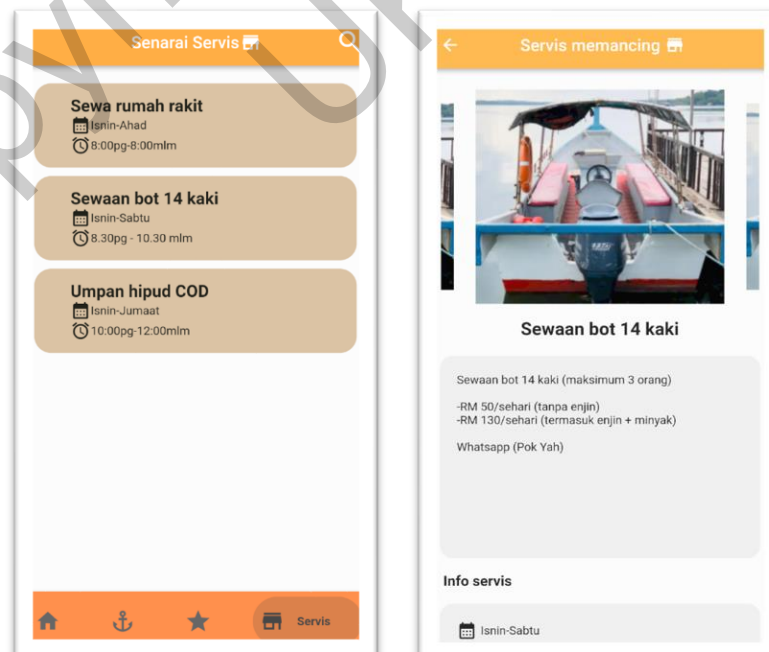 Senarai Servis
Sewa rumah rakit
Isnin-Ahad
8:00pg-8:00mlm
Sewaan bot 14 kaki
Isnin-Sabtu
8.30pg - 10.30 mlm
Umpan hipud COD
Isnin-Jumaat
10:00pg-12:00mlm
Servis
Servis memancing
Sewaan bot 14 kaki
Sewaan bot 14 kaki (maksimum 3 orang)
-RM 50/sehari (tanpa enjin)
-RM 130/sehari (termasuk enjin + minyak)
Whatsapp (Pok Yah)
Info servis
Isnin-Sabtu